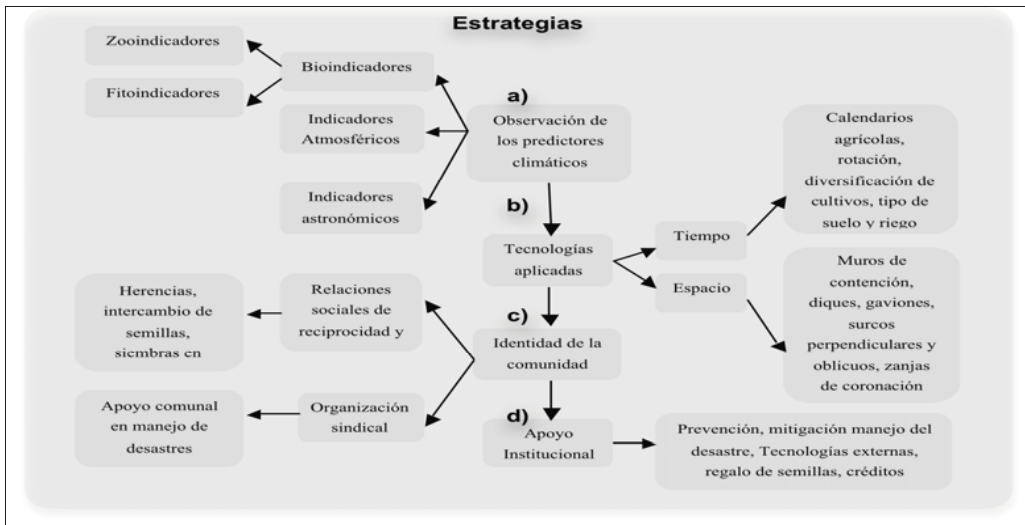 Estrategias
Zooindicadores
Fitoindicadores
Bioindicadores
Indicadores
Atmosféricos
Indicadores
astronómicos
a)
Observación de
los predictores
climáticos
b)
Tecnologías
aplicadas
Tiempo
Espacio
Calendarios
agrícolas,
rotación,
diversificación de
cultivos, tipo de
suelo y riego
Muros de
contención,
diques, gaviones,
surcos
perpendiculares y
oblicuos, zanjas
de coronación
c)
Identidad de la
comunidad
Relaciones
sociales de
reciprocidad y
Herencias,
intercambio de
semillas,
siembras en
Organización
sindical
Apoyo comunal
en manejo de
desastres
d)
Apoyo
Institucional
Prevención, mitigación manejo del
desastre, Tecnologías externas,
regalo de semillas, créditos